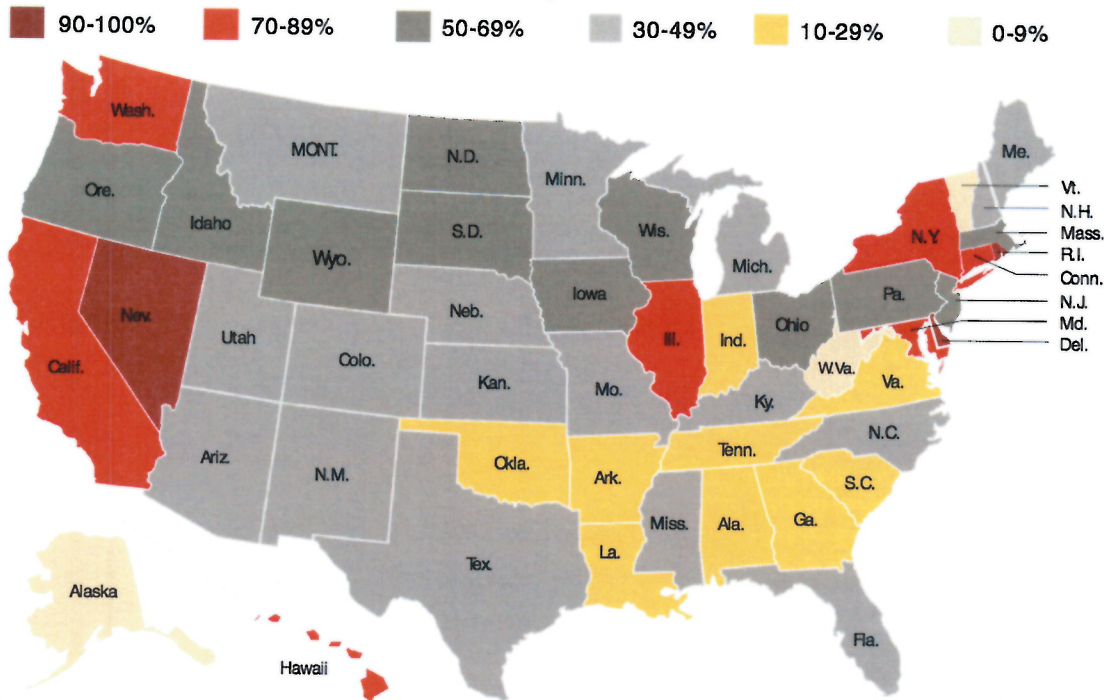 90-100% 70-89% 50-69% 30-49% 10-29% 0-9%
Wash.
MONT.
N.D.
Minn.
Me.
Ore.
Idaho
S.D.
Wis.
Mich.
N.Y.
Vt.
N.H.
Mass.
R.I.
Conn.
N.J.
Md.
Del.
Wyo.
Iowa
Pa.
Nev.
Utah
Neb.
Ill.
Ind.
Ohio
Calif.
Colo.
Kan.
Mo.
Ky.
W.Va.
Va.
Ariz.
N.M.
Okla.
Ark.
Tenn.
N.C.
S.C.
Miss.
Ala.
Ga.
La.
Tex.
Fla.
Alaska
Hawaii